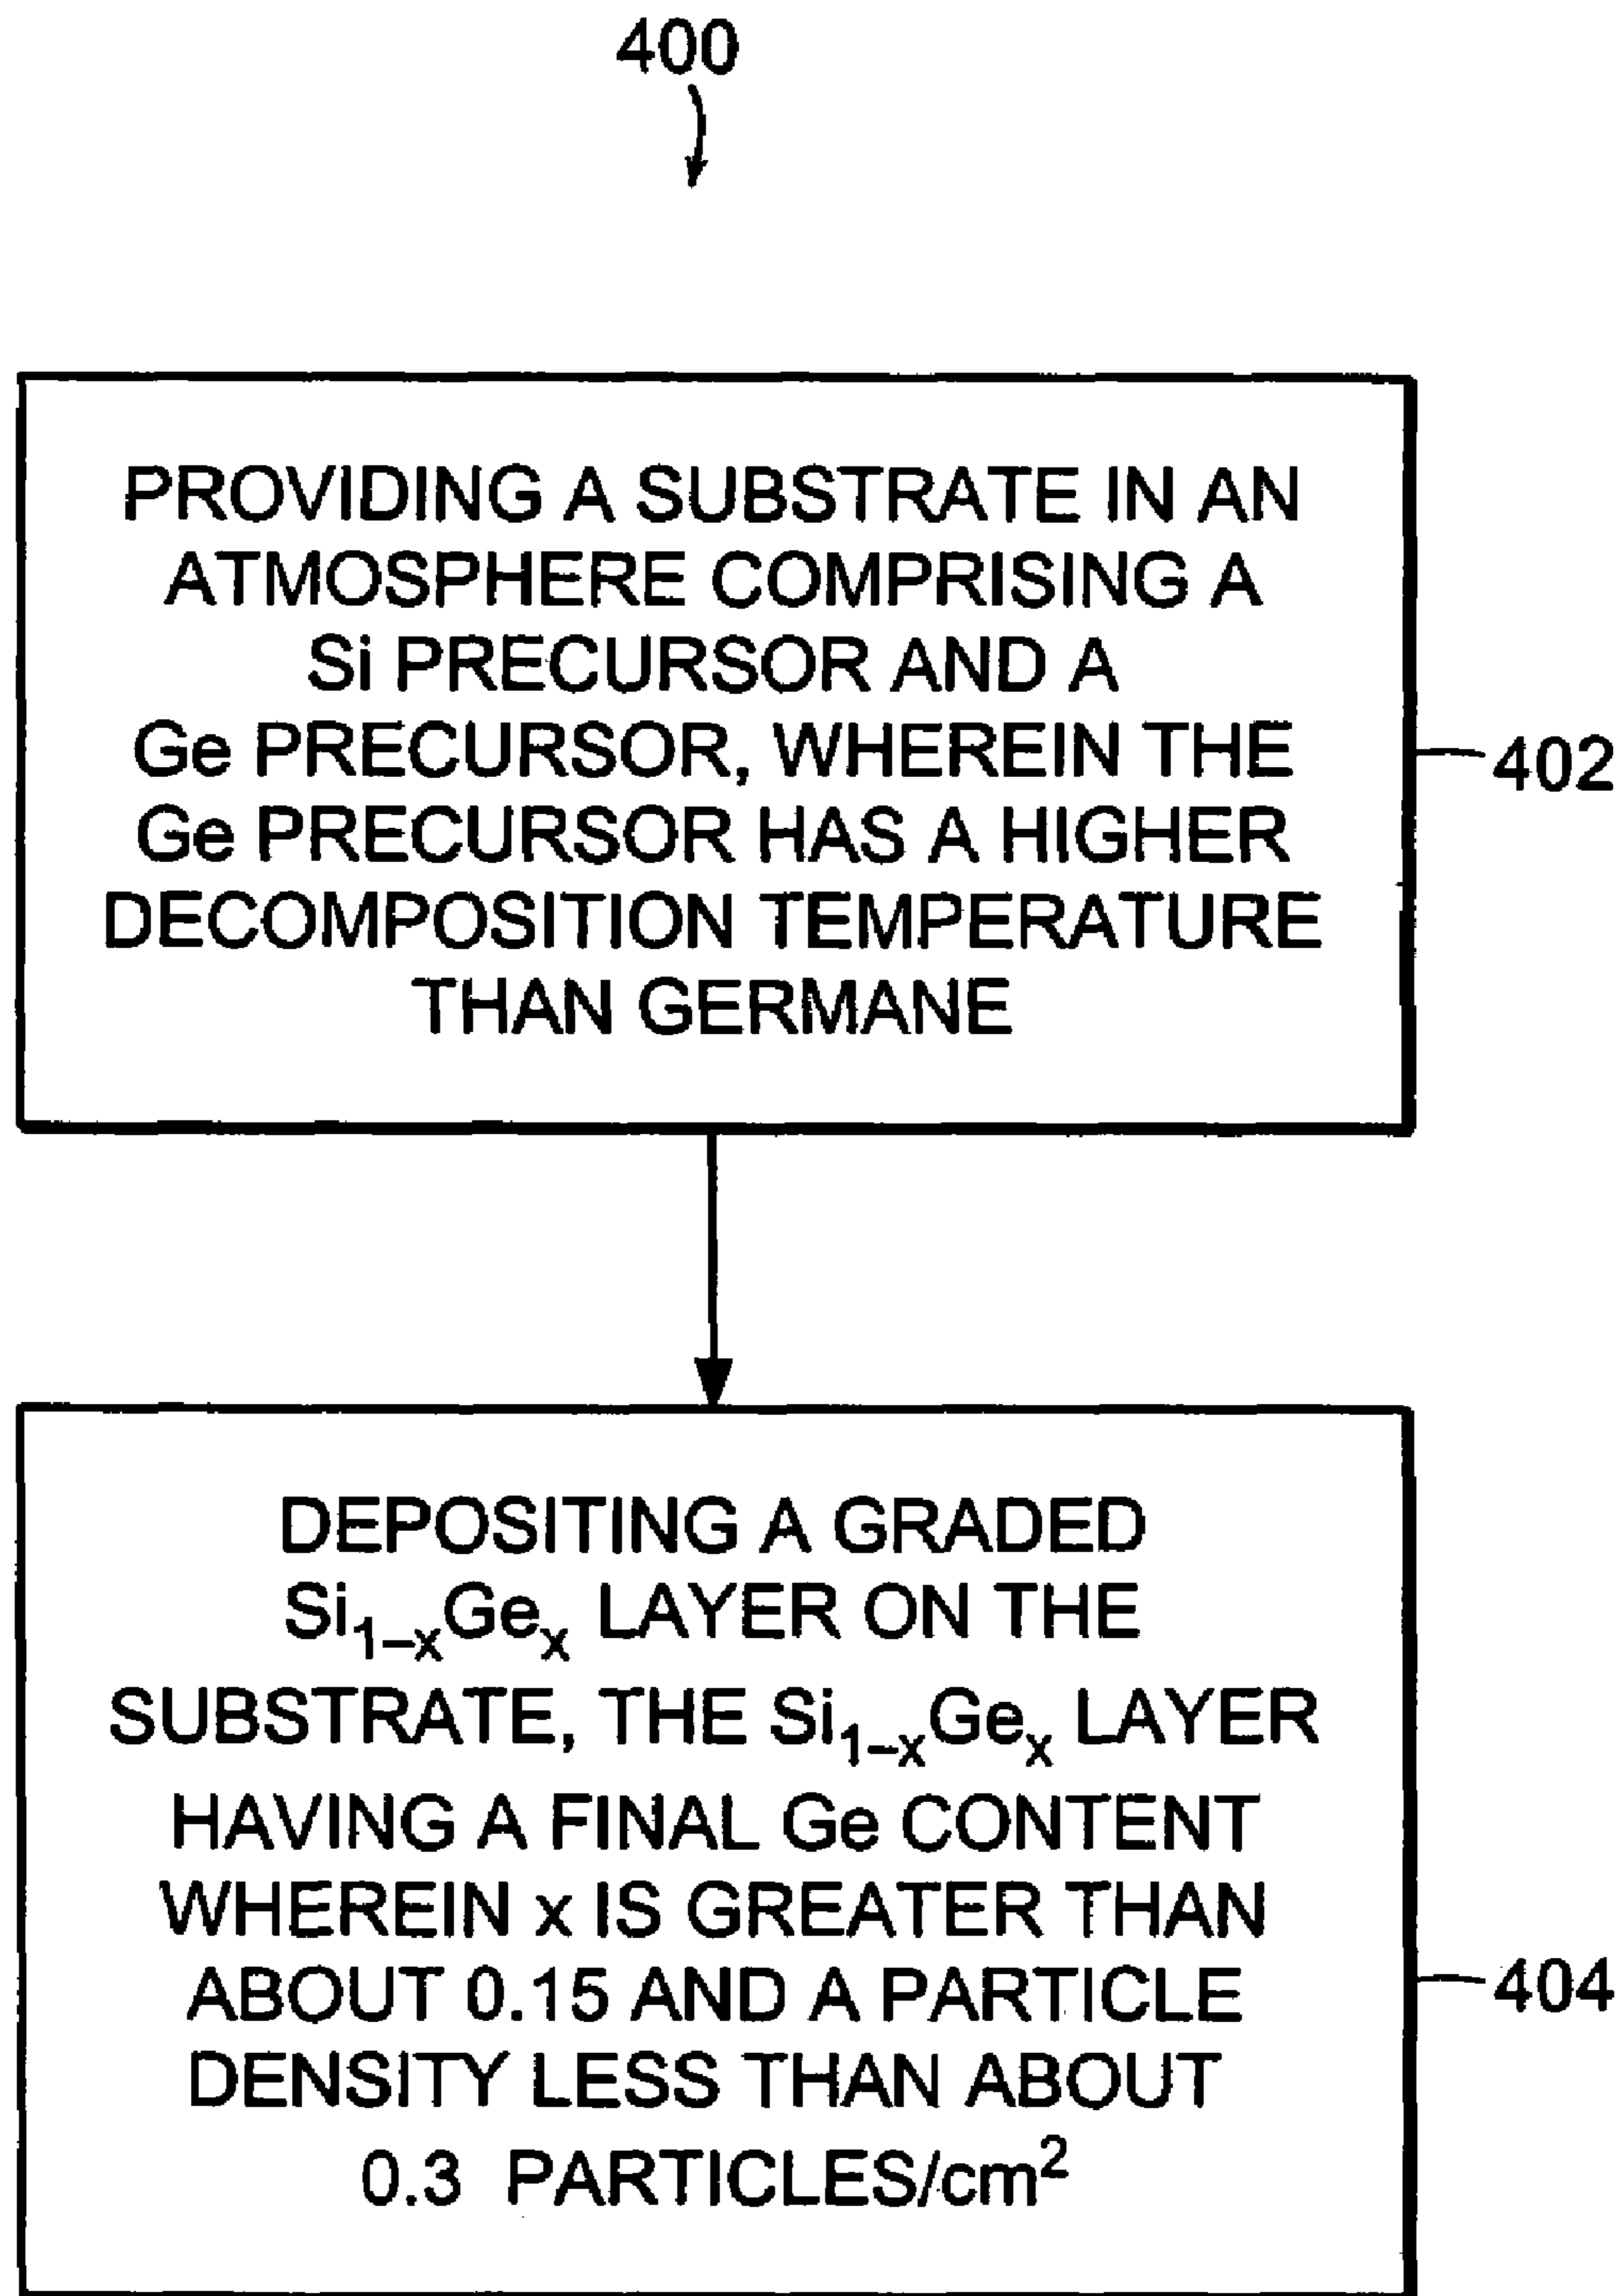 400
PROVIDING A SUBSTRATE IN AN
ATMOSPHERE COMPRISING A
Si PRECURSOR AND A
Ge PRECURSOR, WHEREIN THE
Ge PRECURSOR HAS A HIGHER
DECOMPOSITION TEMPERATURE
THAN GERMANE
402
DEPOSITING A GRADED
Si₁₋ₓGeₓ LAYER ON THE
SUBSTRATE, THE Si₁₋ₓGeₓ LAYER
HAVING A FINAL Ge CONTENT
WHEREIN x IS GREATER THAN
ABOUT 0.15 AND A PARTICLE
DENSITY LESS THAN ABOUT
0.3 PARTICLES/cm²
404